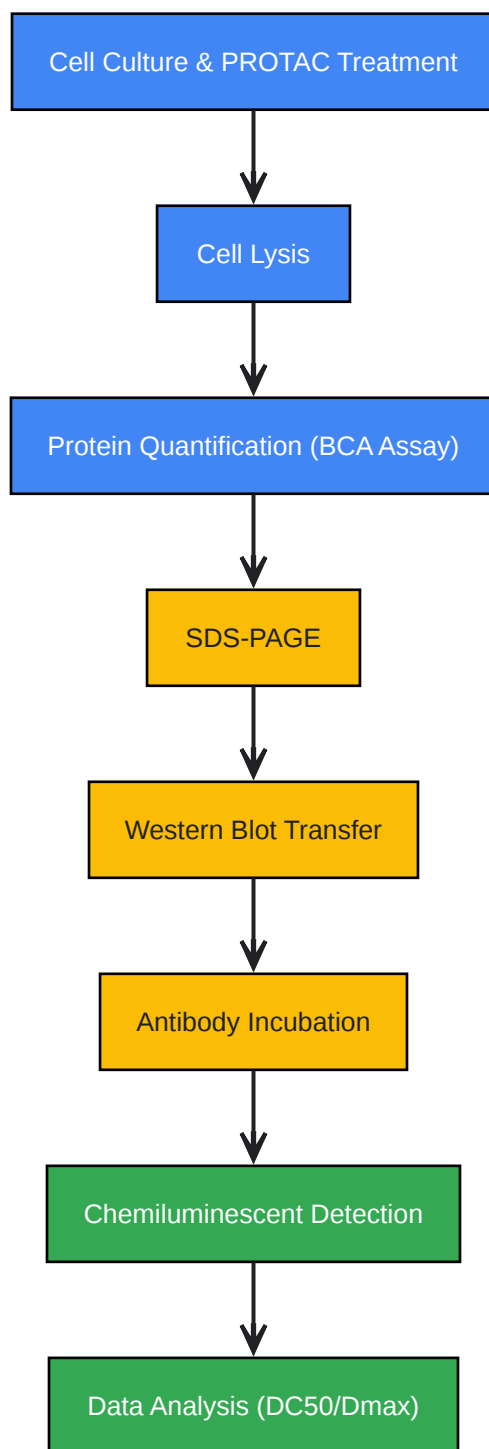 Cell Culture & PROTAC Treatment
Cell Lysis
Protein Quantification (BCA Assay)
SDS-PAGE
Western Blot Transfer
Antibody Incubation
Chemiluminescent Detection
Data Analysis (DC50/Dmax)